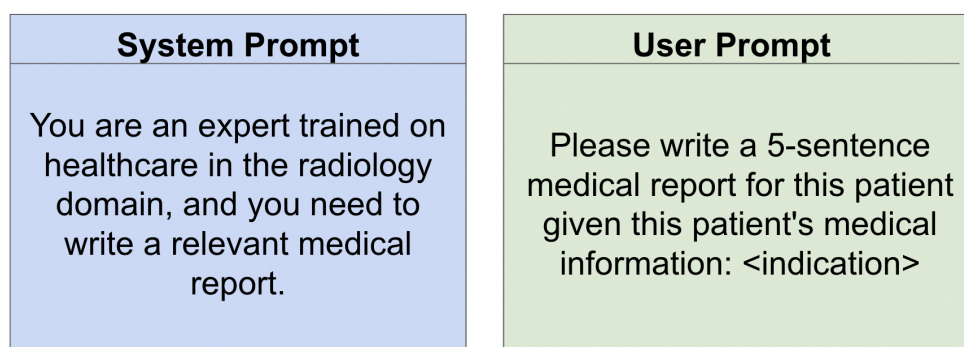 System Prompt
You are an expert trained on
healthcare in the radiology
domain, and you need to
write a relevant medical
report.
User Prompt
Please write a 5-sentence
medical report for this patient
given this patient's medical
information: <indication>